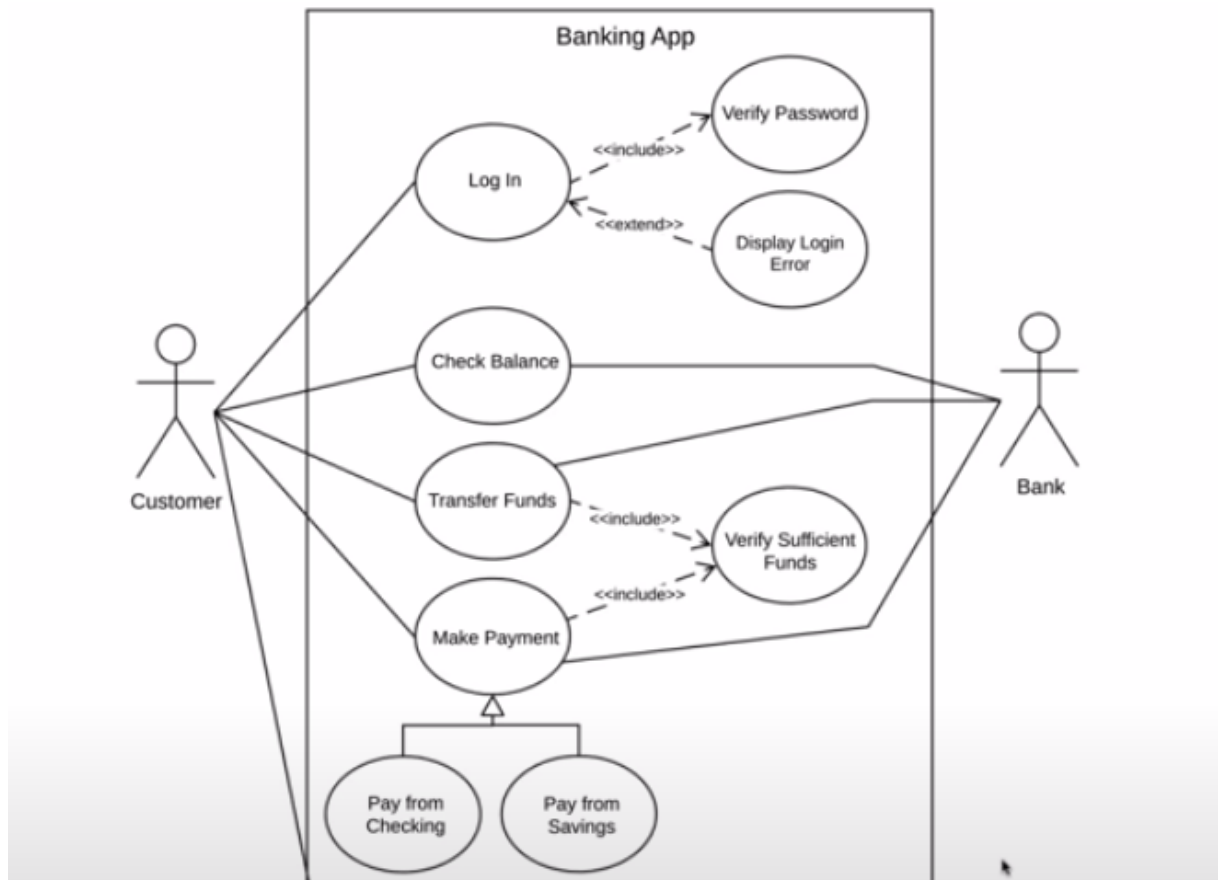 Banking App
Verify Password
<<include>>
Log In
<<extend>>
Display Login
Error
Check Balance
Customer
Transfer Funds
<<include>>
Bank
Verify Sufficient
Funds
<<include>>
Make Payment
Pay from
Checking
Pay from
Savings